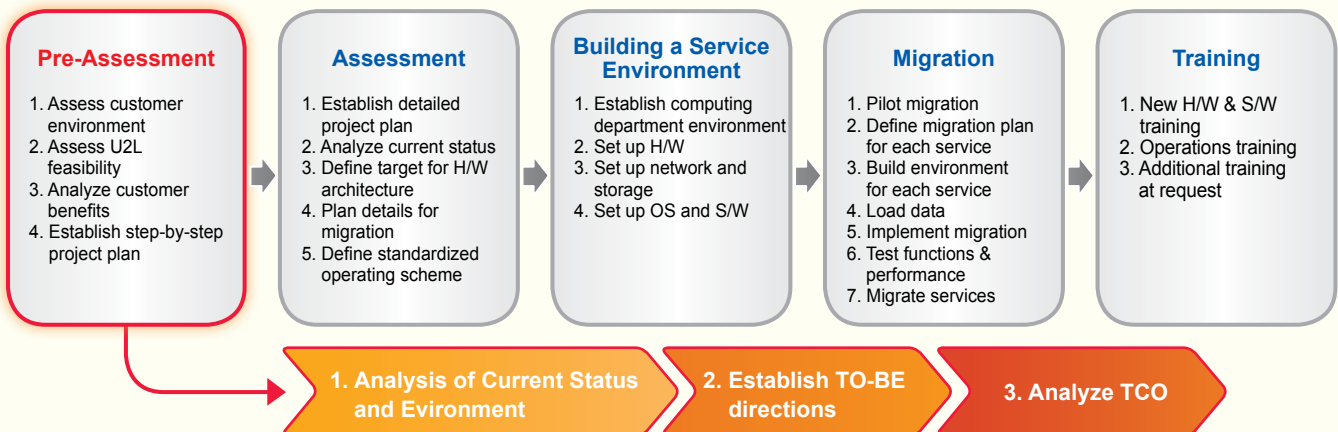 Pre-Assessment
1. Assess customer
environment
2. Assess U2L
feasibility
3. Analyze customer
benefits
4. Establish step-by-step
project plan
Assessment
1. Establish detailed
project plan
2. Analyze current status
3. Define target for H/W
architecture
4. Plan details for
migration
5. Define standardized
operating scheme
Building a Service
Environment
1. Establish computing
department environment
2. Set up H/W
3. Set up network and
storage
4. Set up OS and S/W
Migration
1. Pilot migration
2. Define migration plan
for each service
3. Build environment
for each service
4. Load data
5. Implement migration
6. Test functions &
performance
7. Migrate services
Training
1. New H/W & S/W
training
2. Operations training
3. Additional training
at request
1. Analysis of Current Status
and Evironment
2. Establish TO-BE
directions
3. Analyze TCO